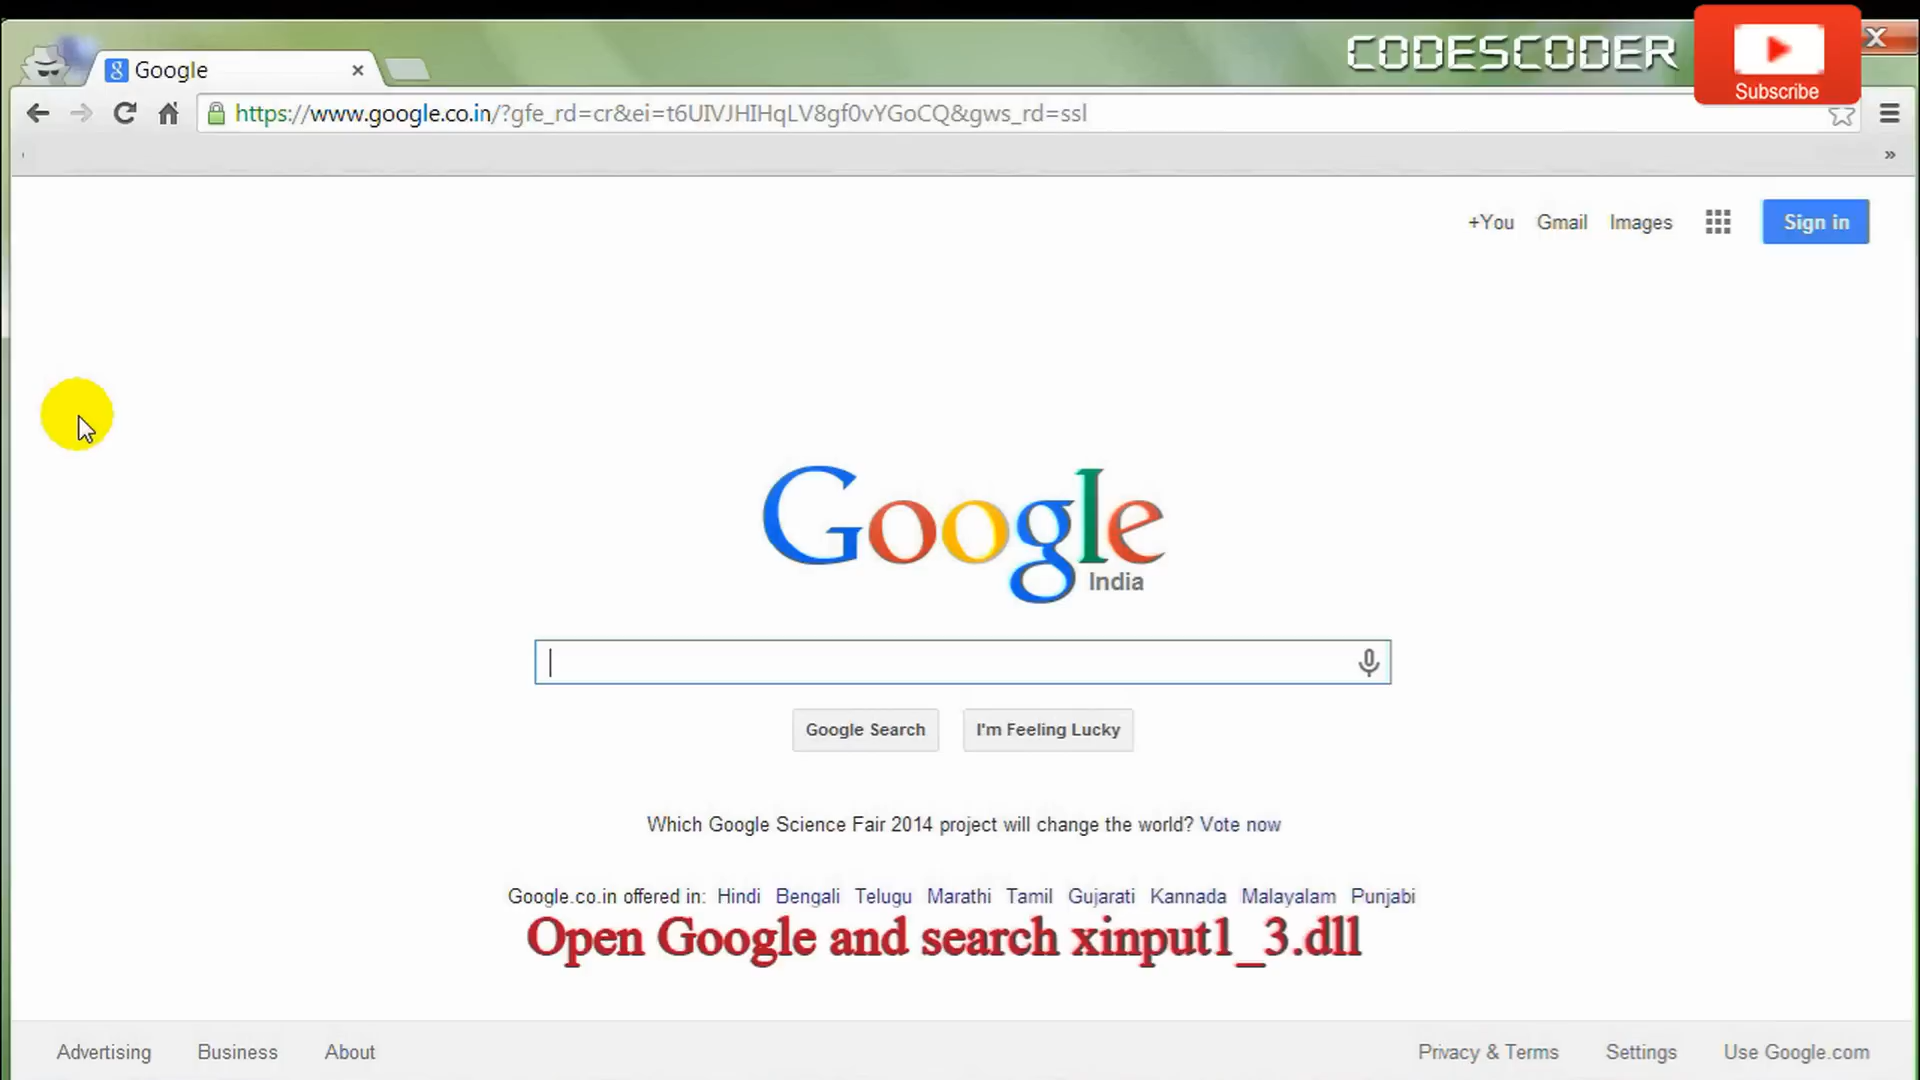 CODESCODER
Subscribe
Google
https://www.google.co.in/?gfe_rd=cr&ei=t6UIVJHIHqLV8gf0vYGoCQ&gws_rd=ssl
+You Gmail Images Sign in
Google
India
Google Search I'm Feeling Lucky
Which Google Science Fair 2014 project will change the world? Vote now
Google.co.in offered in: Hindi Bengali Telugu Marathi Tamil Gujarati Kannada Malayalam Punjabi
Open Google and search xinput1_3.dll
Advertising Business About Privacy & Terms Settings Use Google.com